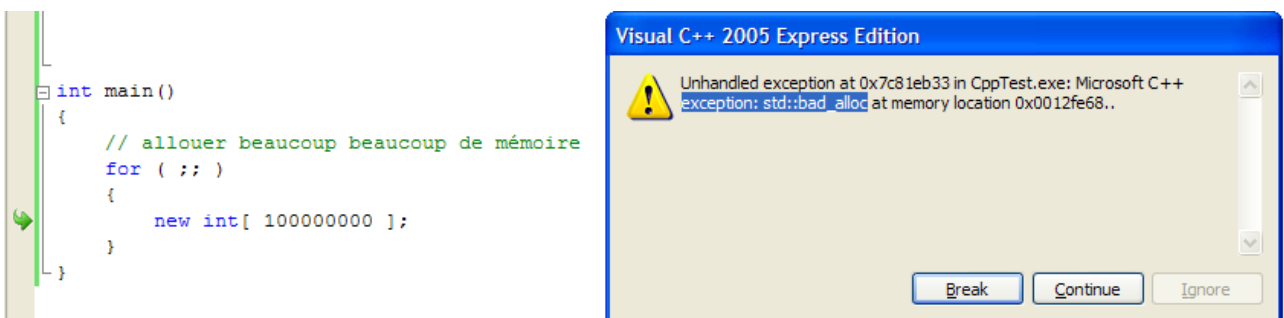 int main()
{
// allouer beaucoup beaucoup de mémoire
for ( ;; )
{
new int[ 100000000 ];
}
}
Visual C++ 2005 Express Edition
Unhandled exception at 0x7c81eb33 in CppTest.exe: Microsoft C++
exception: std::bad_alloc at memory location 0x0012fe68..
Break
Continue
Ignore